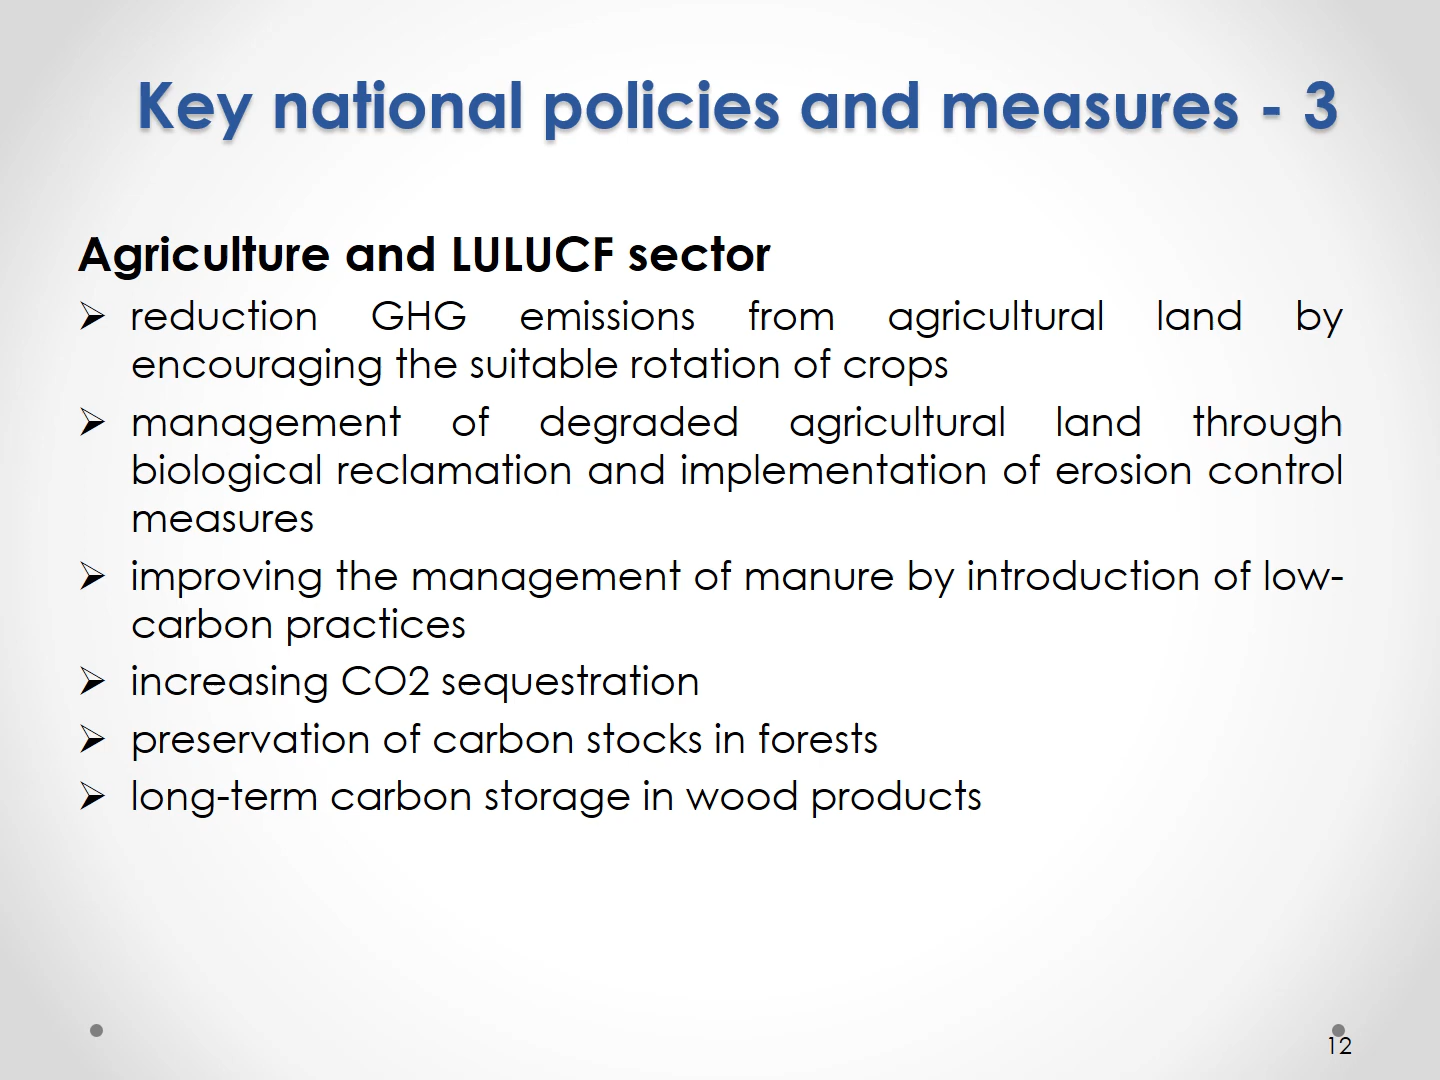 Key national policies and measures - 3
Agriculture and LULUCF sector
➢ reduction GHG emissions from agricultural land by
encouraging the suitable rotation of crops
➢ management of degraded agricultural land through
biological reclamation and implementation of erosion control
measures
➢ improving the management of manure by introduction of low-
carbon practices
➢ increasing CO2 sequestration
➢ preservation of carbon stocks in forests
➢ long-term carbon storage in wood products
12